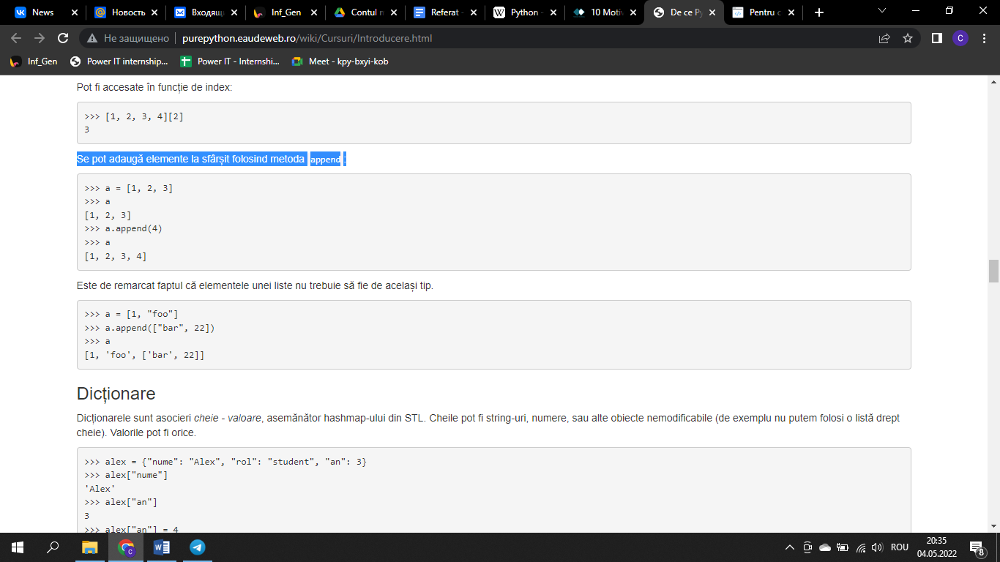 News
Новость
Входящ
Inf_Gen
Contul m
Referat -
Python -
10 Motiv
De ce Py
Pentru c
Не защищено
purepython.eaudeweb.ro/wiki/Cursuri/Introducere.html
C
Inf_Gen
Power IT internship...
Power IT - Internshi...
Meet - kpy-bxyi-kob
Pot fi accesate în funcție de index:
>>> [1, 2, 3, 4][2]
3
Se pot adaugă elemente la sfârșit folosind metoda append :
>>> a = [1, 2, 3]
>>> a
[1, 2, 3]
>>> a.append(4)
>>> a
[1, 2, 3, 4]
Este de remarcat faptul că elementele unei liste nu trebuie să fie de același tip.
>>> a = [1, "foo"]
>>> a.append(["bar", 22])
>>> a
[1, 'foo', ['bar', 22]]
Dicționare
Dicționarele sunt asocieri cheie - valoare, asemănător hashmap-ului din STL. Cheile pot fi string-uri, numere, sau alte obiecte nemodificabile (de exemplu nu putem folosi o listă drept
cheie). Valorile pot fi orice.
>>> alex = {"nume": "Alex", "rol": "student", "an": 3}
>>> alex["nume"]
'Alex'
>>> alex["an"]
3
>>> alex["an"] = 4
C
ROU
20:35
04.05.2022
8